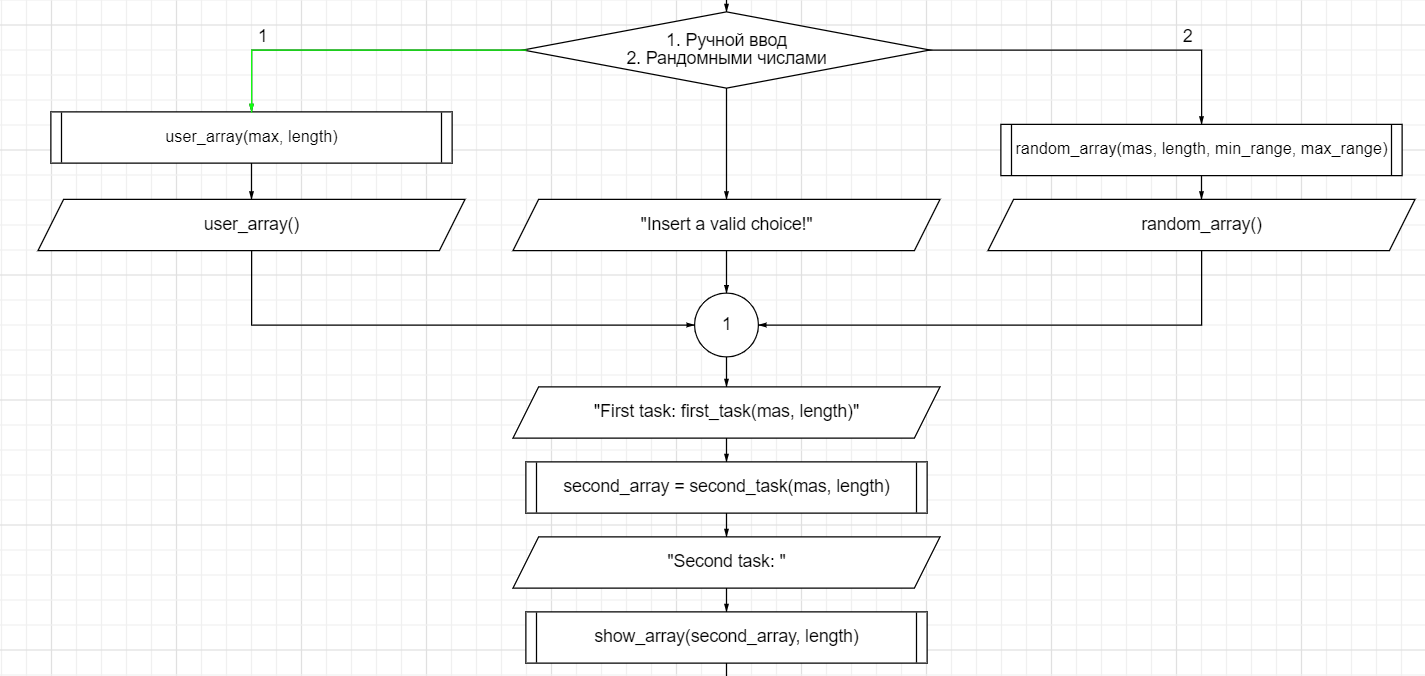 1
1. Ручной ввод
2. Рандомными числами
2
user_array(max, length)
random_array(mas, length, min_range, max_range)
user_array()
"Insert a valid choice!"
random_array()
1
"First task: first_task(mas, length)"
second_array = second_task(mas, length)
"Second task: "
show_array(second_array, length)